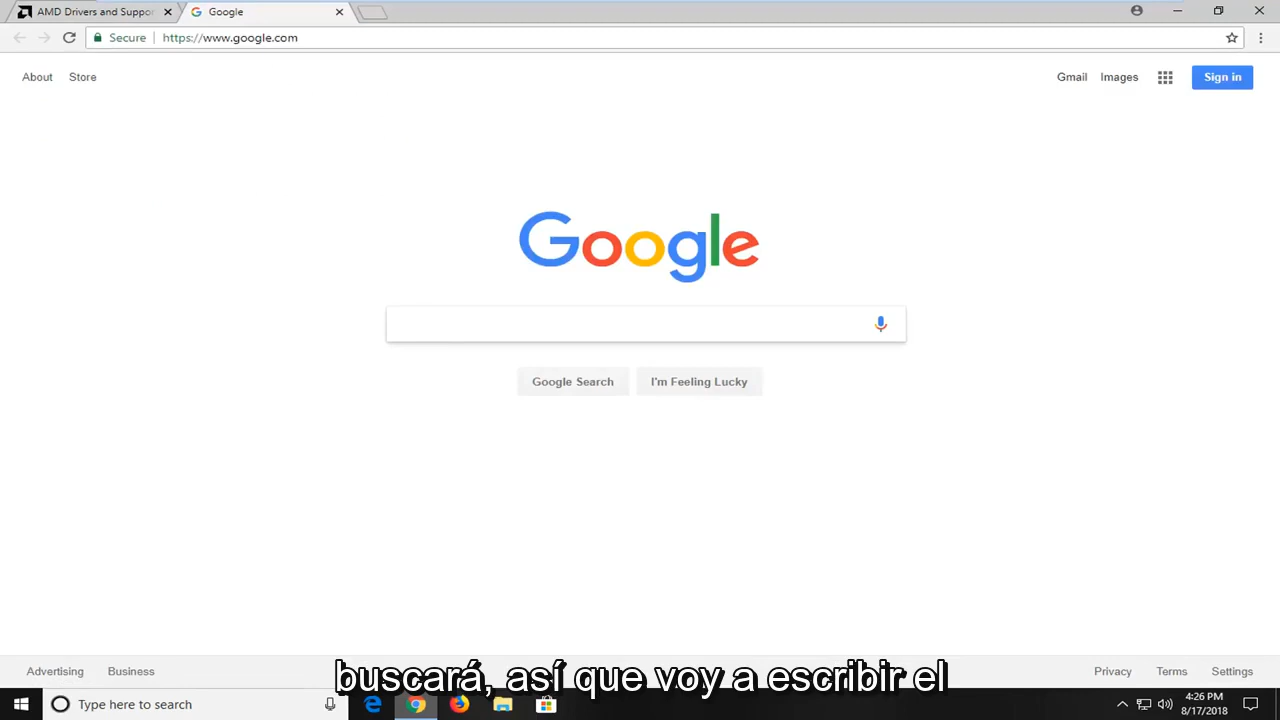 AMD Drivers and Suppor
Google
Secure
https://www.google.com
About Store
Gmail Images Sign in
Google
Google Search I'm Feeling Lucky
Advertising Business
Privacy Terms Settings
buscará, así que voy a escribir el
Type here to search
4:26 PM
8/17/2018